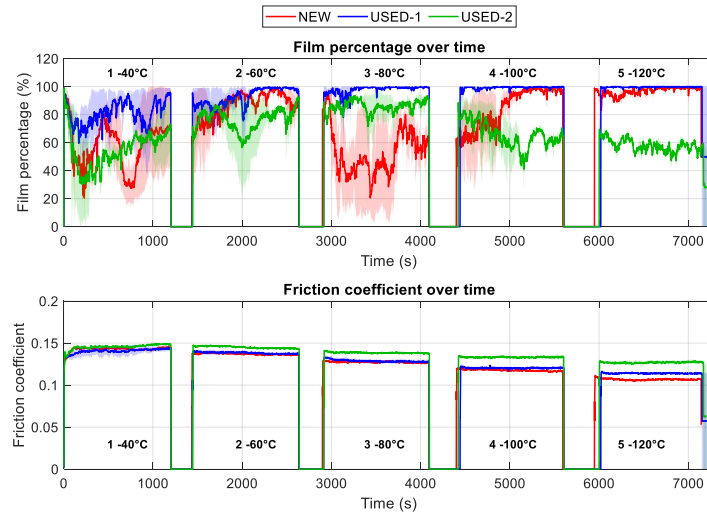 NEW USED-1 USED-2
Film percentage over time
120
100
80
60
40
20
0
Film percentage (%)
1 -40°C 2 -60°C 3 -80°C 4 -100°C 5 -120°C
0 1000 2000 3000 4000 5000 6000 7000
Time (s)
Friction coefficient over time
0.2
0.15
0.1
0.05
0
Friction coefficient
1 -40°C 2 -60°C 3 -80°C 4 -100°C 5 -120°C
0 1000 2000 3000 4000 5000 6000 7000
Time (s)